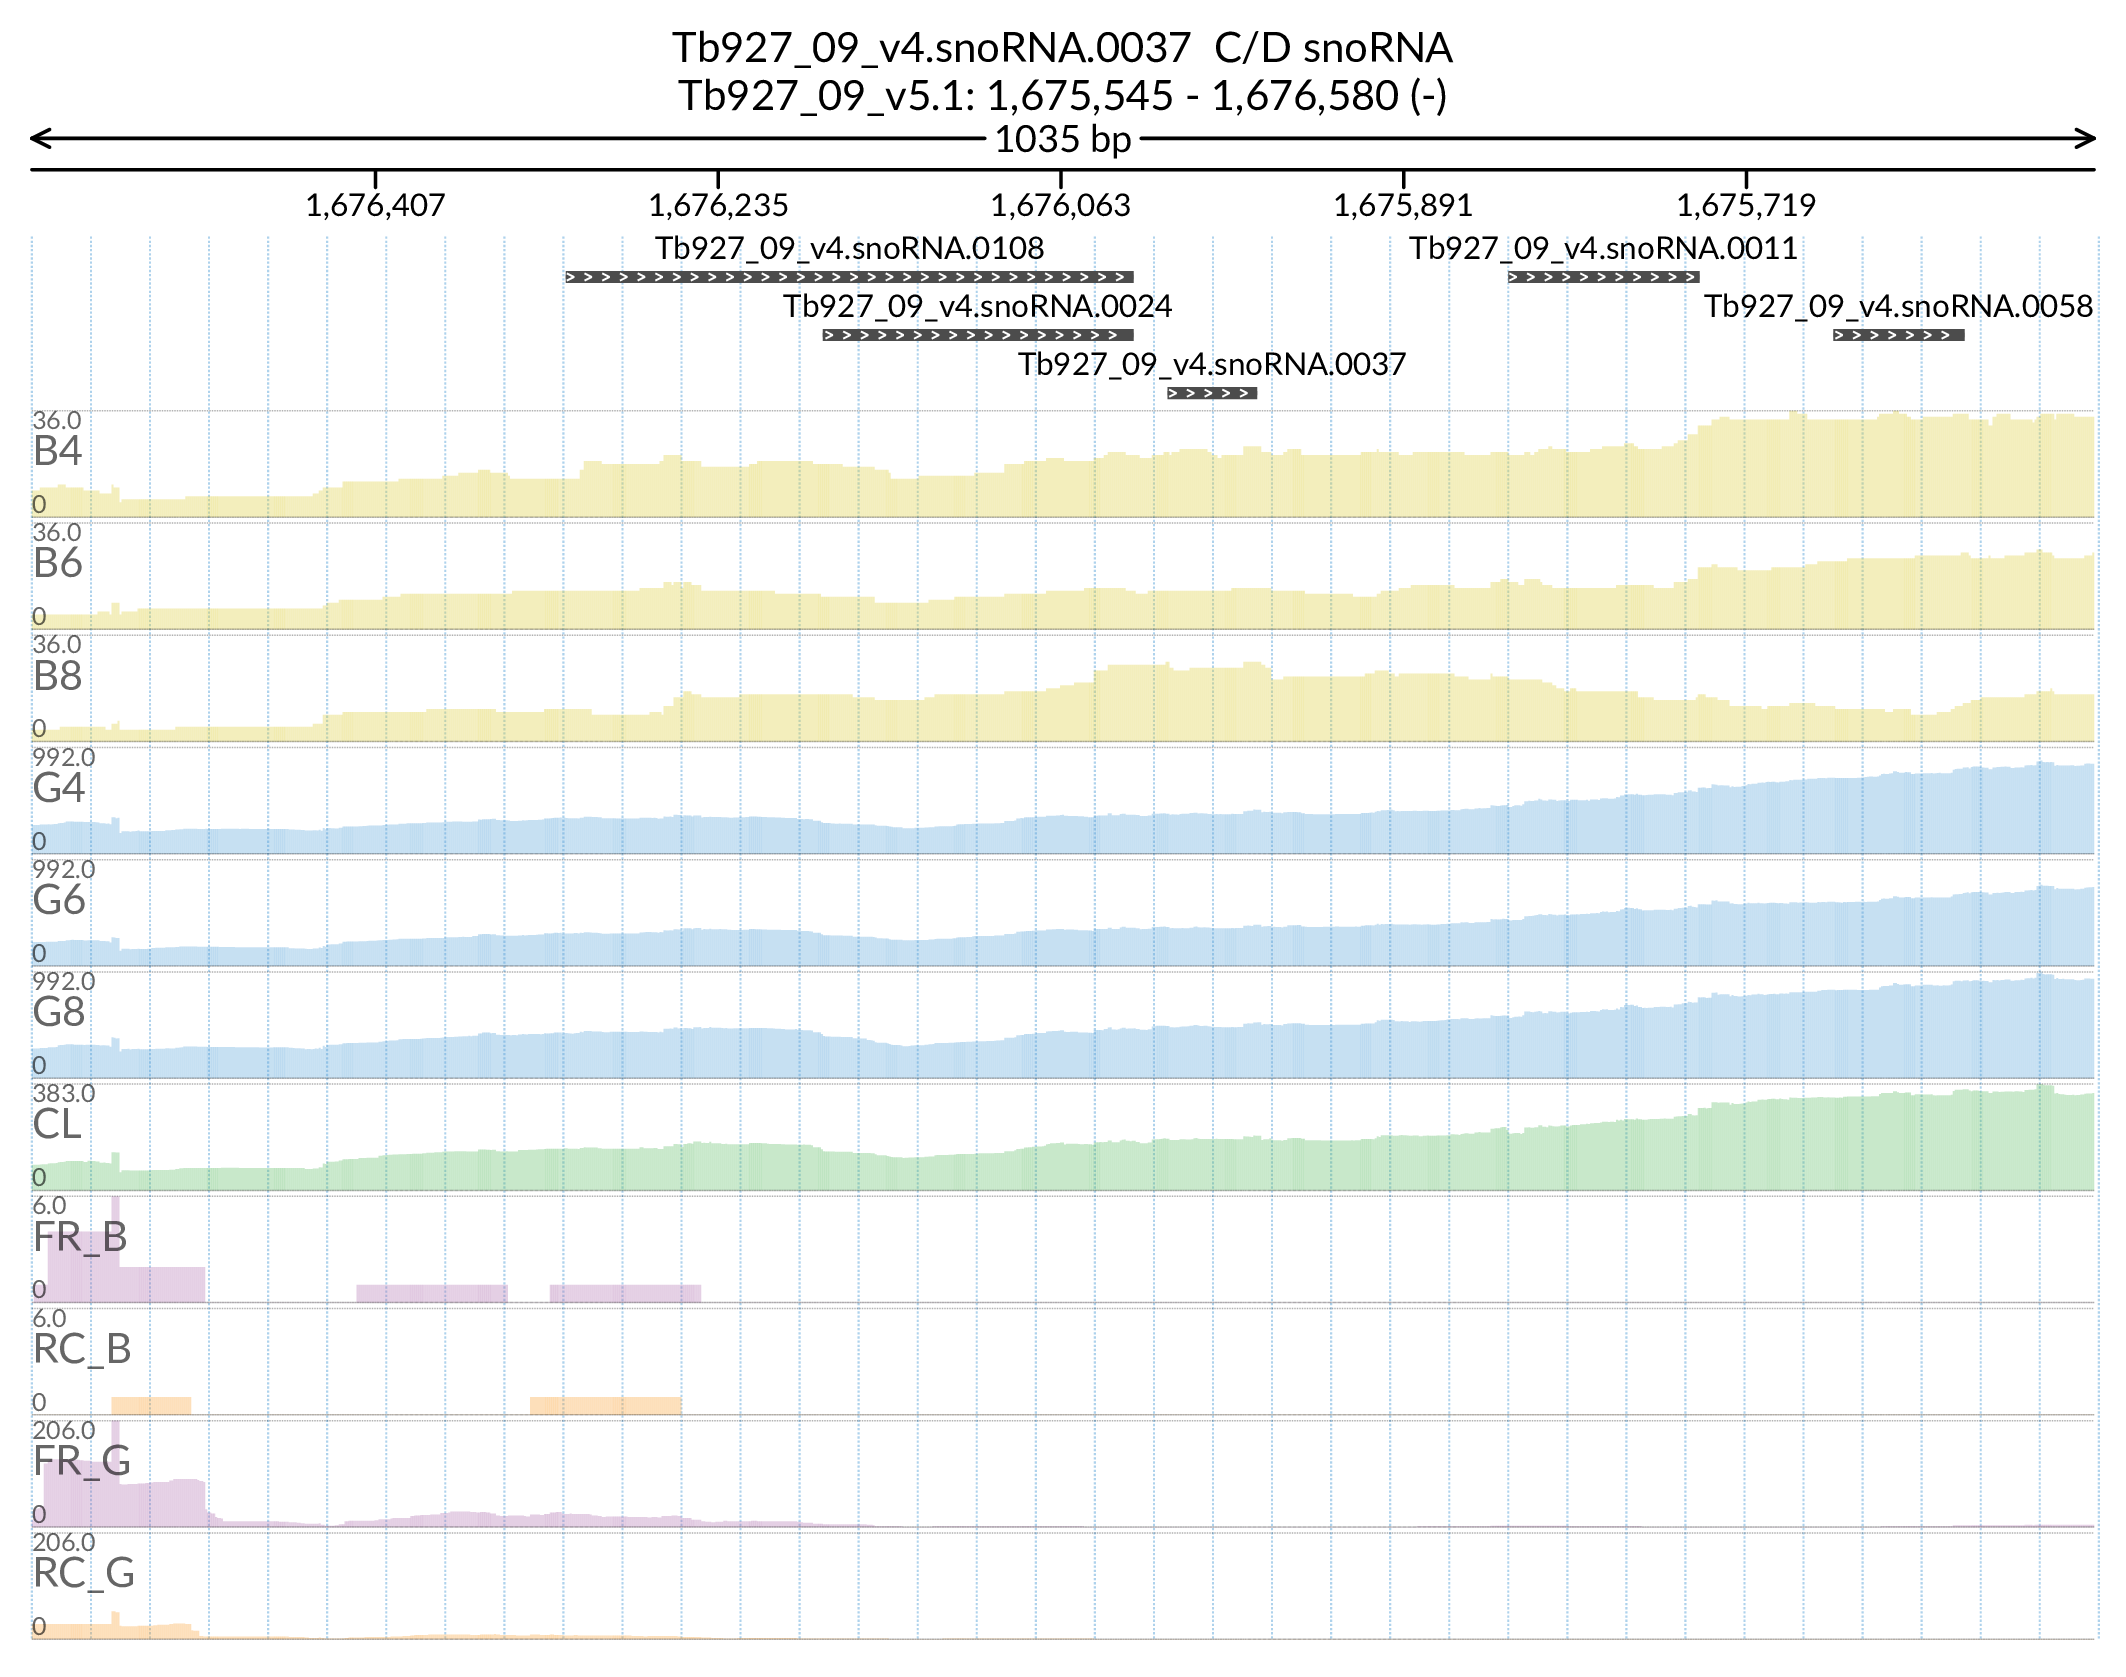 Tb927_09_v4.snoRNA.0037  C/D snoRNA
Tb927_09_v5.1: 1,675,545 - 1,676,580 (-)
1035 bp
1,676,407 1,676,235 1,676,063 1,675,891 1,675,719
Tb927_09_v4.snoRNA.0108 Tb927_09_v4.snoRNA.0011
Tb927_09_v4.snoRNA.0024 Tb927_09_v4.snoRNA.0058
Tb927_09_v4.snoRNA.0037
36.0
B4
0
36.0
B6
0
36.0
B8
0
992.0
G4
0
992.0
G6
0
992.0
G8
0
383.0
CL
0
6.0
FR_B
0
6.0
RC_B
0
206.0
FR_G
0
206.0
RC_G
0